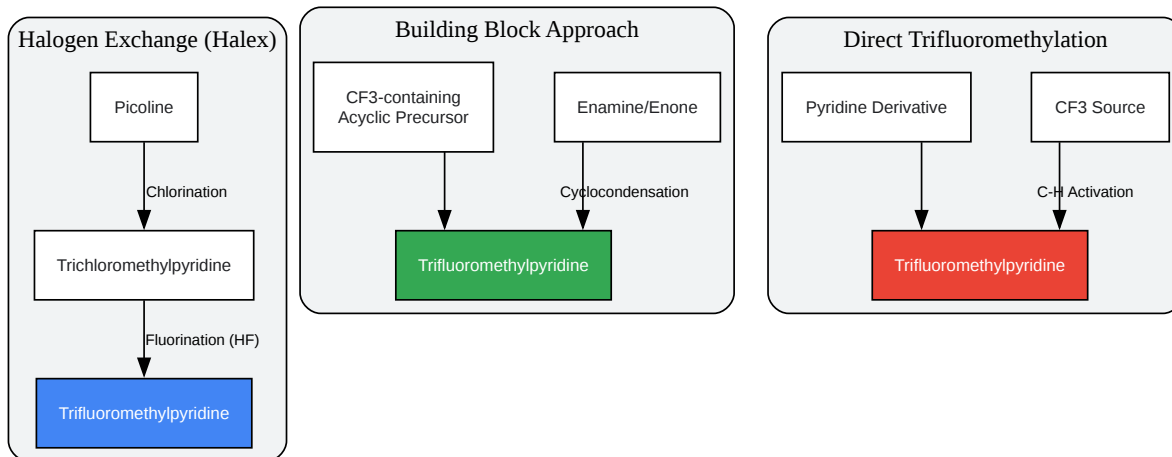 Halogen Exchange (Halex)
Picoline
Chlorination
Trichloromethylpyridine
Fluorination (HF)
Trifluoromethylpyridine
Building Block Approach
CF3-containing
Acyclic Precursor
Enamine/Enone
Cyclocondensation
Trifluoromethylpyridine
Direct Trifluoromethylation
Pyridine Derivative
CF3 Source
C-H Activation
Trifluoromethylpyridine